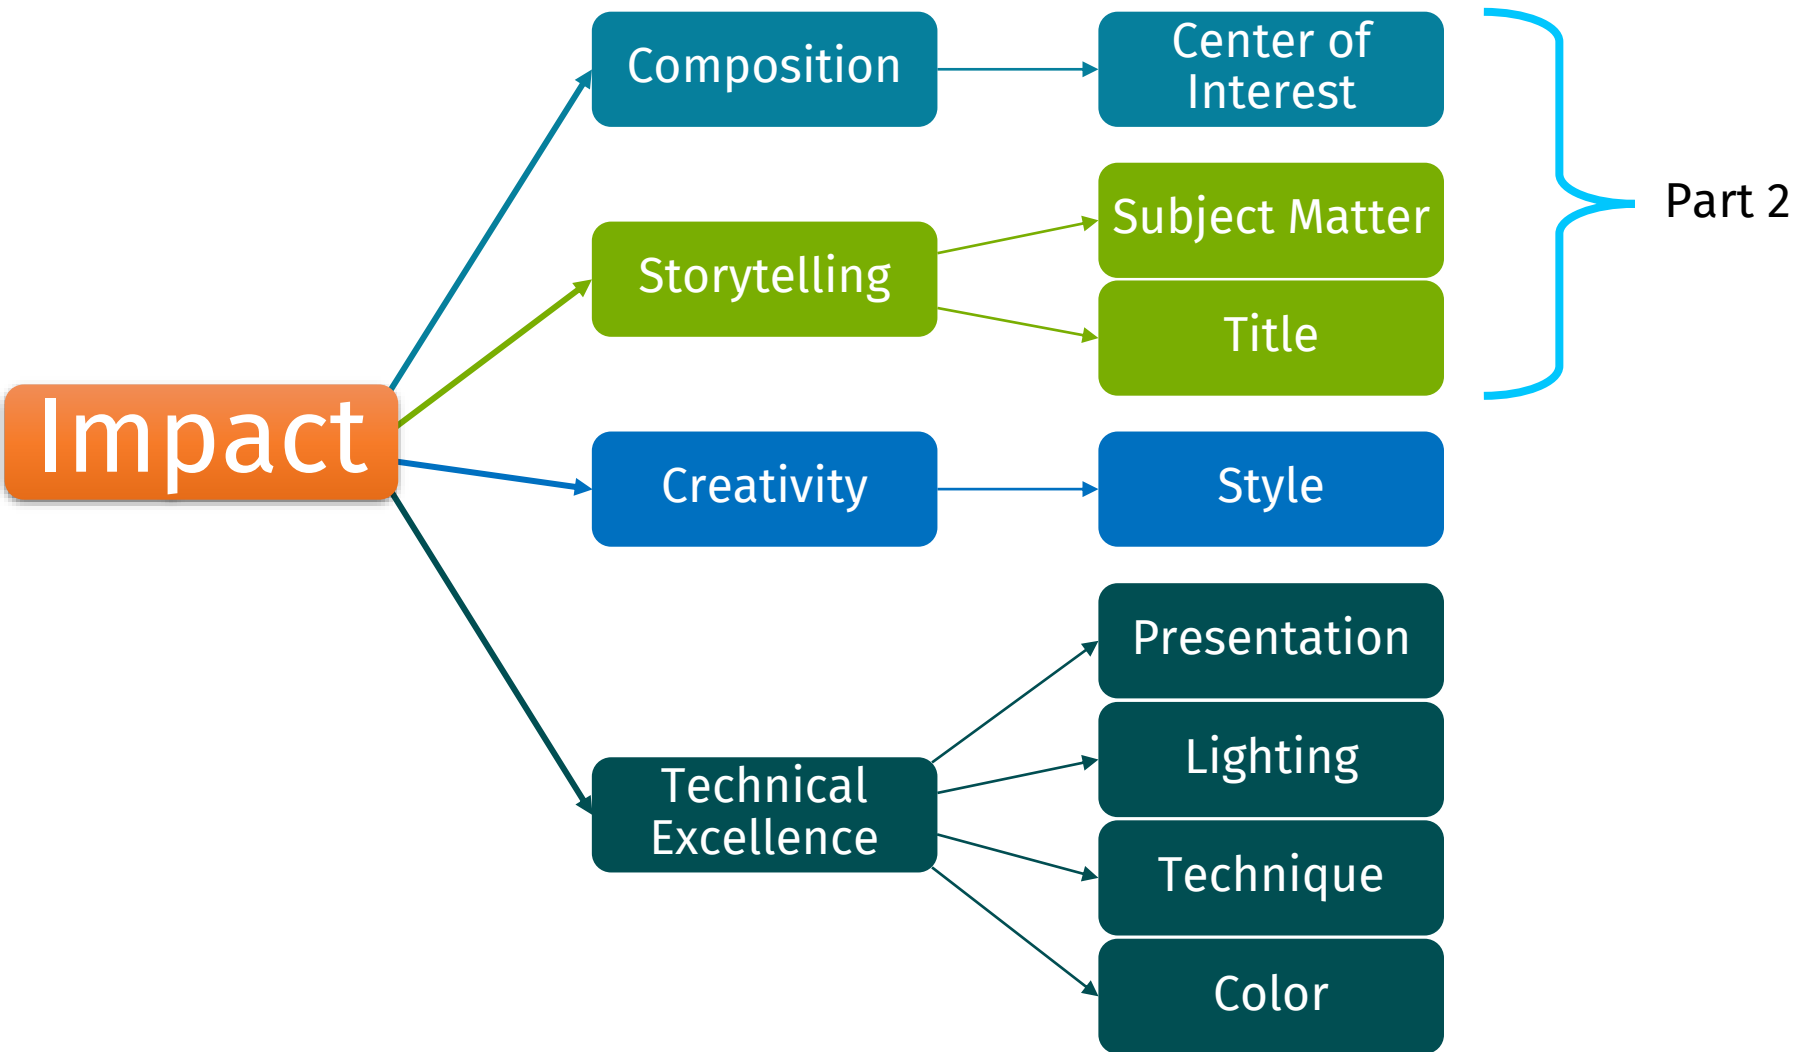 Impact
Composition
Center of
Interest
Storytelling
Subject Matter
Title
Part 2
Creativity
Style
Technical
Excellence
Presentation
Lighting
Technique
Color